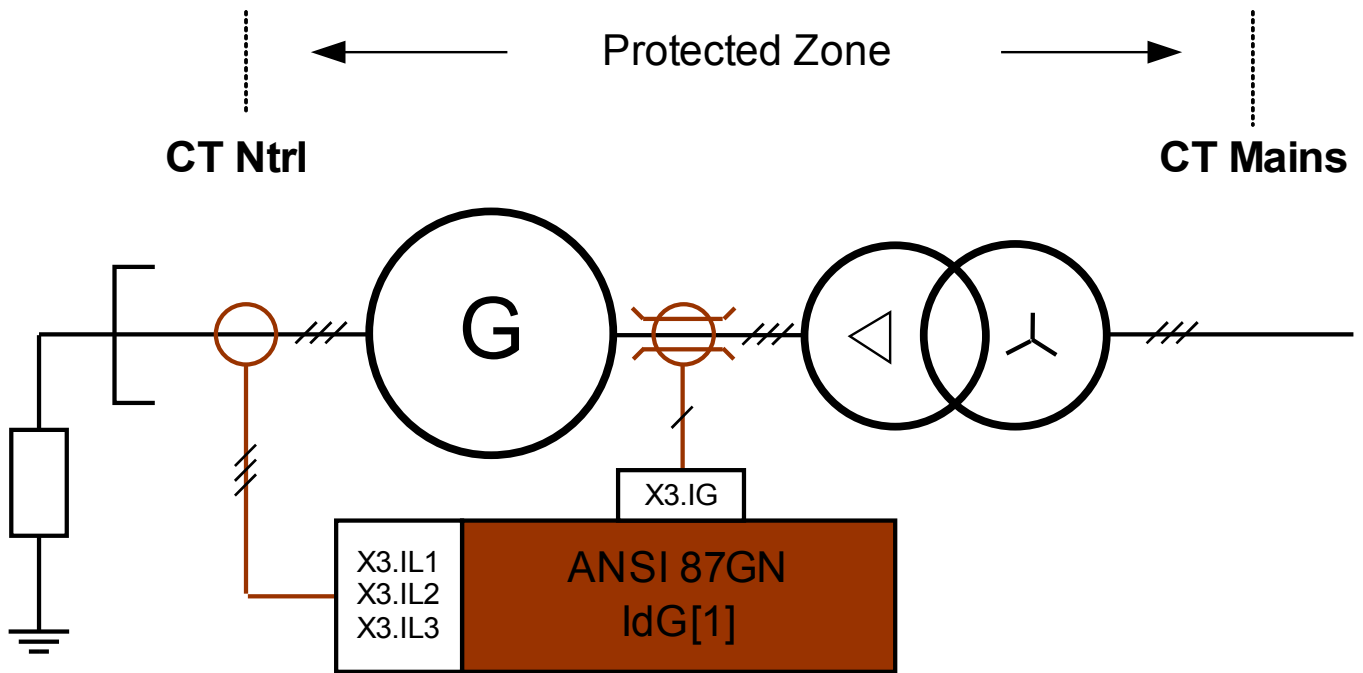 Protected Zone
CT Ntrl
CT Mains
G
X3.IG
X3.IL1
X3.IL2
X3.IL3
ANSI 87GN
IdG[1]